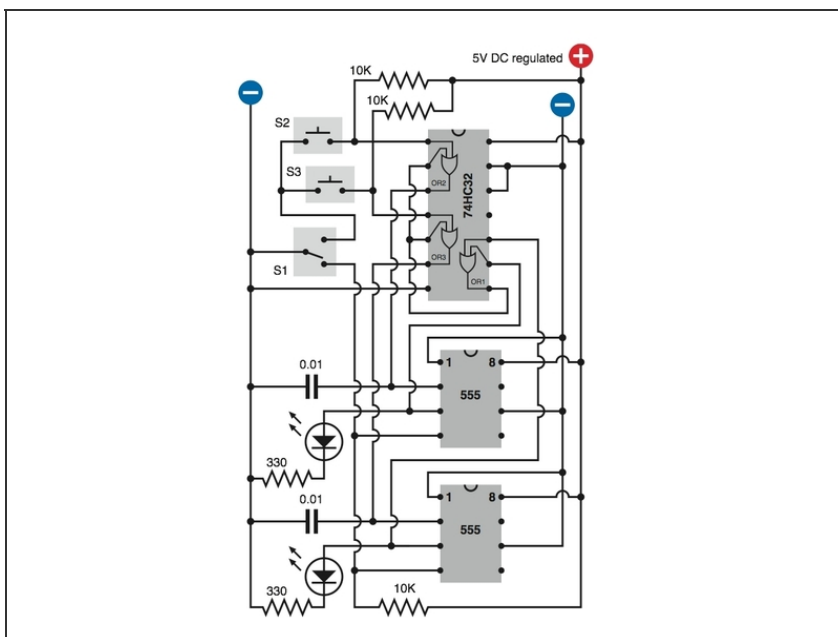 5V DC regulated
+
−
−
10K
10K
S2
S3
S1
74HC32
OR2
OR3
OR1
0.01
1 8
555
330
0.01
1 8
555
330
10K